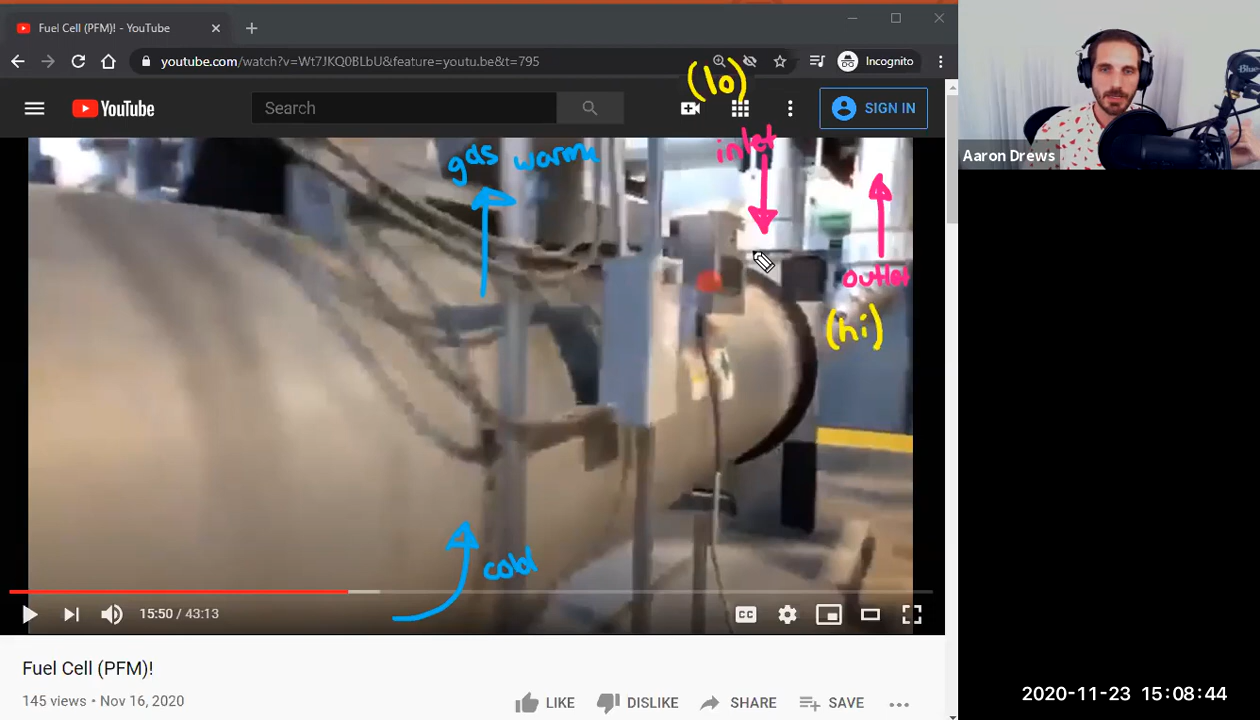 Fuel Cell (PFM)! - YouTube
youtube.com/watch?v=Wt7JKQ0BLbU&feature=youtu.be&t=795
Incognito
YouTube
Search
SIGN IN
(lo)
gas warm
inlet
outlet
(hi)
cold
Aaron Drews
Blue
15:50 / 43:13
CC
Fuel Cell (PFM)!
145 views • Nov 16, 2020
LIKE
DISLIKE
SHARE
SAVE
2020-11-23 15:08:44